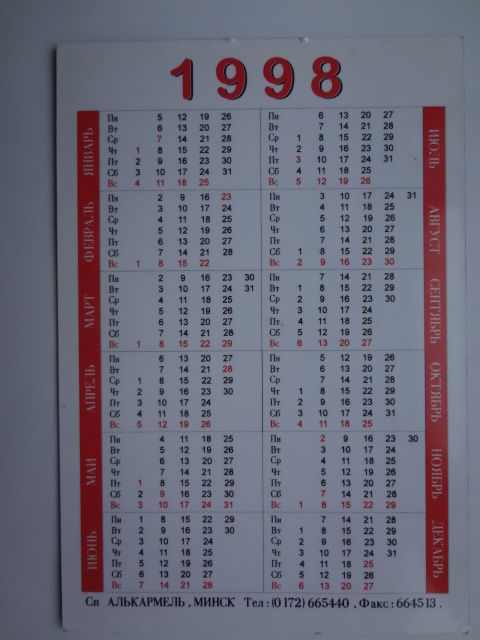 1998
ЯНВАРЬ
Пн 5 12 19 26
Вт 6 13 20 27
Ср 7 14 21 28
Чт 1 8 15 22 29
Пт 2 9 16 23 30
Сб 3 10 17 24 31
Вс 4 11 18 25
ФЕВРАЛЬ
Пн 2 9 16 23
Вт 3 10 17 24
Ср 4 11 18 25
Чт 5 12 19 26
Пт 6 13 20 27
Сб 7 14 21 28
Вс 1 8 15 22
МАРТ
Пн 2 9 16 23 30
Вт 3 10 17 24 31
Ср 4 11 18 25
Чт 5 12 19 26
Пт 6 13 20 27
Сб 7 14 21 28
Вс 1 8 15 22 29
АПРЕЛЬ
Пн 6 13 20 27
Вт 7 14 21 28
Ср 1 8 15 22 29
Чт 2 9 16 23 30
Пт 3 10 17 24
Сб 4 11 18 25
Вс 5 12 19 26
МАЙ
Пн 4 11 18 25
Вт 5 12 19 26
Ср 6 13 20 27
Чт 7 14 21 28
Пт 1 8 15 22 29
Сб 2 9 16 23 30
Вс 3 10 17 24 31
ИЮНЬ
Пн 1 8 15 22 29
Вт 2 9 16 23 30
Ср 3 10 17 24
Чт 4 11 18 25
Пт 5 12 19 26
Сб 6 13 20 27
Вс 7 14 21 28
ИЮЛЬ
Пн 6 13 20 27
Вт 7 14 21 28
Ср 1 8 15 22 29
Чт 2 9 16 23 30
Пт 3 10 17 24 31
Сб 4 11 18 25
Вс 5 12 19 26
АВГУСТ
Пн 3 10 17 24 31
Вт 4 11 18 25
Ср 5 12 19 26
Чт 6 13 20 27
Пт 7 14 21 28
Сб 1 8 15 22 29
Вс 2 9 16 23 30
СЕНТЯБРЬ
Пн 7 14 21 28
Вт 1 8 15 22 29
Ср 2 9 16 23 30
Чт 3 10 17 24
Пт 4 11 18 25
Сб 5 12 19 26
Вс 6 13 20 27
ОКТЯБРЬ
Пн 5 12 19 26
Вт 6 13 20 27
Ср 7 14 21 28
Чт 1 8 15 22 29
Пт 2 9 16 23 30
Сб 3 10 17 24 31
Вс 4 11 18 25
НОЯБРЬ
Пн 2 9 16 23 30
Вт 3 10 17 24
Ср 4 11 18 25
Чт 5 12 19 26
Пт 6 13 20 27
Сб 7 14 21 28
Вс 1 8 15 22 29
ДЕКАБРЬ
Пн 7 14 21 28
Вт 1 8 15 22 29
Ср 2 9 16 23 30
Чт 3 10 17 24 31
Пт 4 11 18 25
Сб 5 12 19 26
Вс 6 13 20 27
Сп АЛЬКАРМЕЛЬ, МИНСК Тел: (0172) 665440, Факс: 664513.